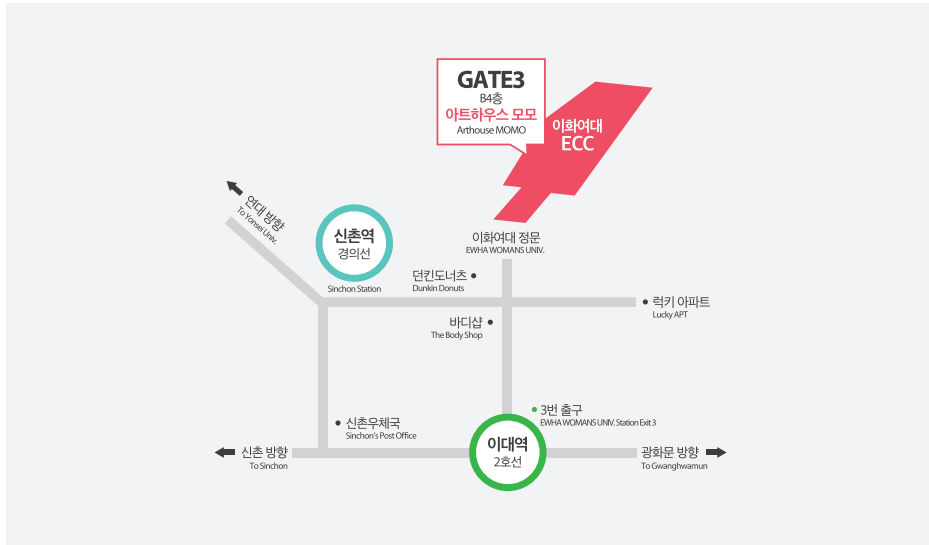 GATE3
B4층
아트하우스 모모
Arthouse MOMO
이화여대
ECC
연대 방향
To Yonsei Univ.
신촌역
경의선
Sinchon Station
이화여대 정문
EWHA WOMANS UNIV.
던킨도너츠
Dunkin Donuts
럭키 아파트
Lucky APT
바디샵
The Body Shop
3번 출구
EWHA WOMANS UNIV. Station Exit 3
신촌우체국
Sinchon's Post Office
신촌 방향
To Sinchon
이대역
2호선
광화문 방향
To Gwanghwamun